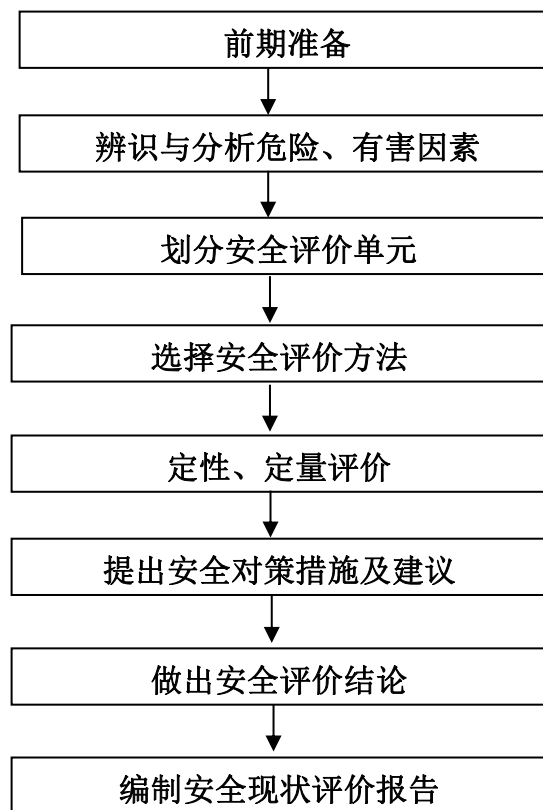 前期准备
辨识与分析危险、有害因素
划分安全评价单元
选择安全评价方法
定性、定量评价
提出安全对策措施及建议
做出安全评价结论
编制安全现状评价报告